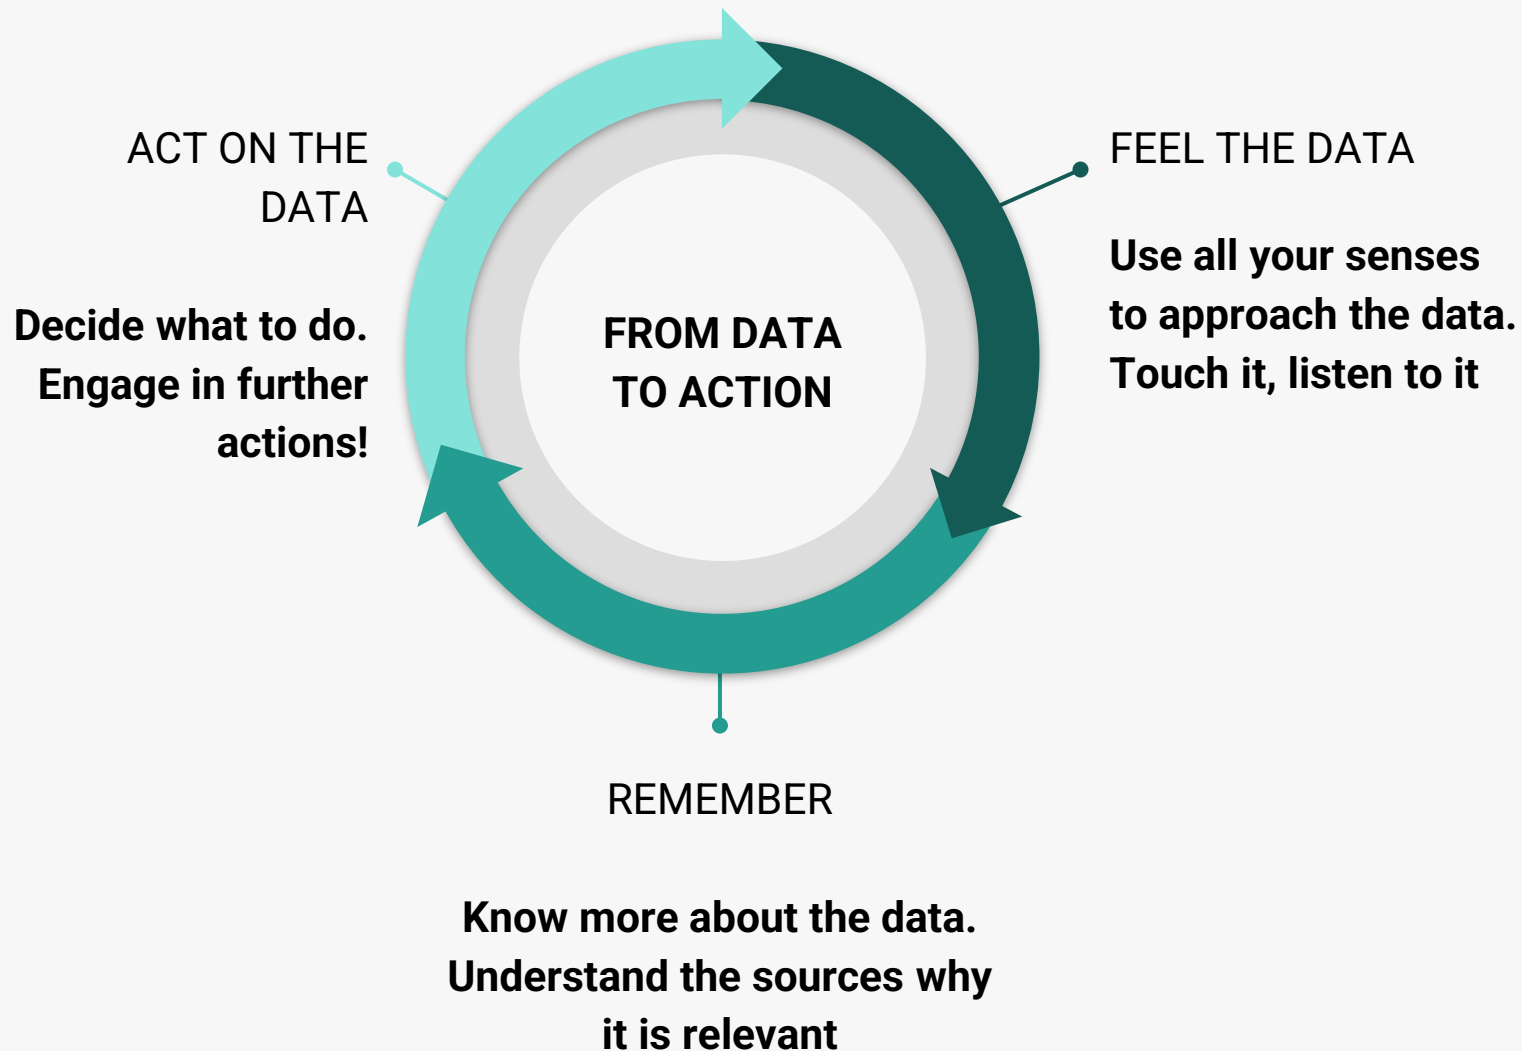 ACT ON THE
DATA
Decide what to do.
Engage in further
actions!
FROM DATA
TO ACTION
FEEL THE DATA
Use all your senses
to approach the data.
Touch it, listen to it
REMEMBER
Know more about the data.
Understand the sources why
it is relevant